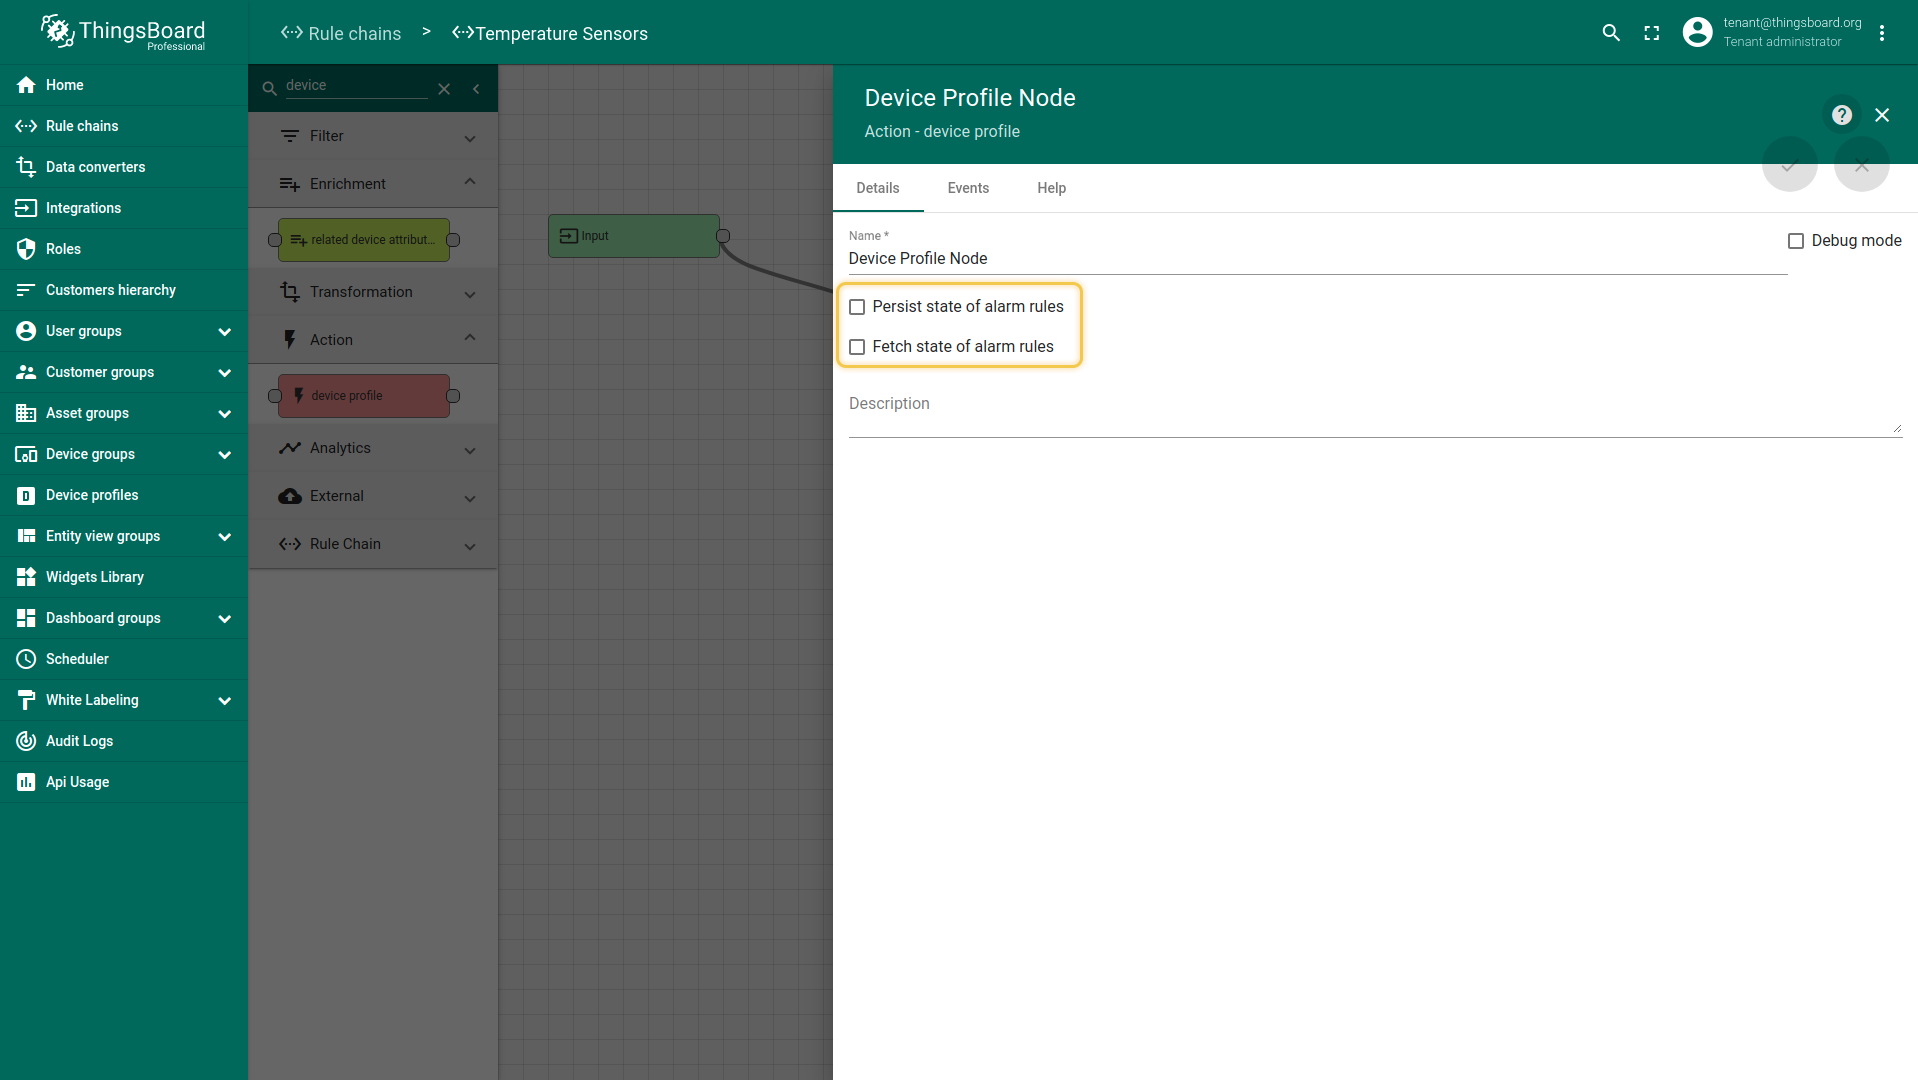 ThingsBoard
Professional
Rule chains > Temperature Sensors
tenant@thingsboard.org
Tenant administrator
Home
Rule chains
Data converters
Integrations
Roles
Customers hierarchy
User groups
Customer groups
Asset groups
Device groups
Device profiles
Entity view groups
Widgets Library
Dashboard groups
Scheduler
White Labeling
Audit Logs
Api Usage
device
Filter
Enrichment
related device attribut...
Transformation
Action
device profile
Analytics
External
Rule Chain
Input
Device Profile Node
Action - device profile
Details Events Help
Name *
Device Profile Node
Debug mode
Persist state of alarm rules
Fetch state of alarm rules
Description